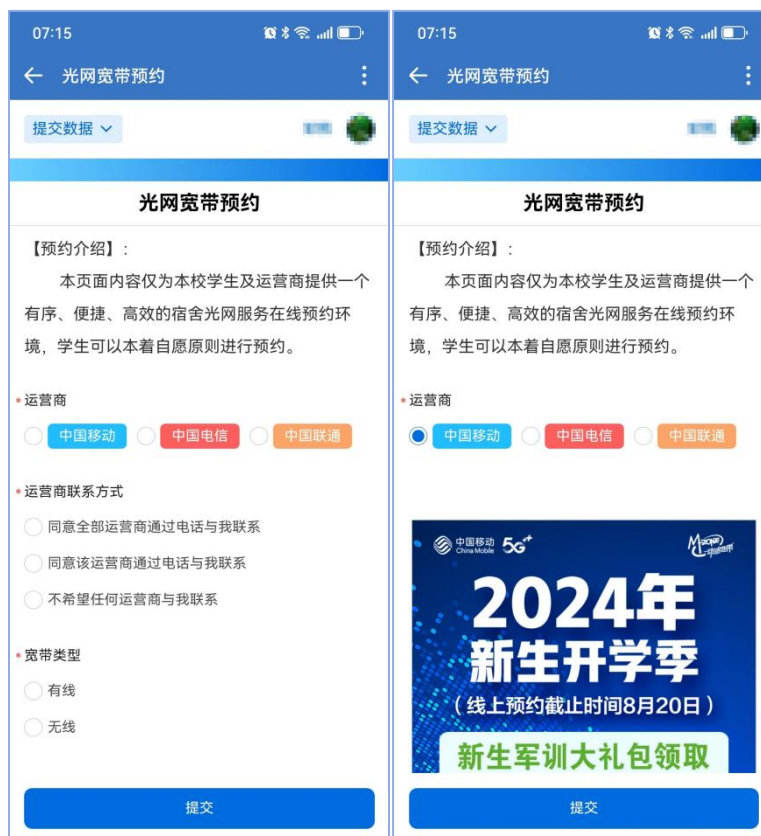 07:15
光网宽带预约
提交数据
光网宽带预约
【预约介绍】:
本页面内容仅为本校学生及运营商提供一个
有序、便捷、高效的宿舍光网服务在线预约环
境，学生可以本着自愿原则进行预约。
*运营商
中国移动 中国电信 中国联通
*运营商联系方式
同意全部运营商通过电话与我联系
同意该运营商通过电话与我联系
不希望任何运营商与我联系
*宽带类型
有线
无线
提交
07:15
光网宽带预约
提交数据
光网宽带预约
【预约介绍】:
本页面内容仅为本校学生及运营商提供一个
有序、便捷、高效的宿舍光网服务在线预约环
境，学生可以本着自愿原则进行预约。
*运营商
中国移动 中国电信 中国联通
中国移动 China Mobile 5G++ M-ZONE 动感地带
2024年
新生开学季
(线上预约截止时间8月20日)
新生军训大礼包领取
提交